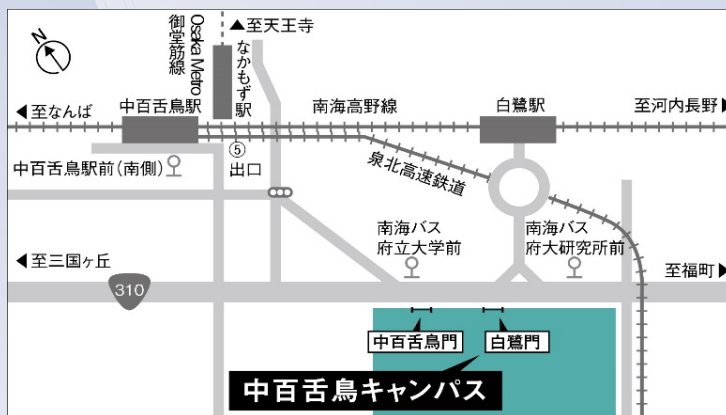 N
▲至天王寺
Osaka Metro
御堂筋線
なかもず駅
◀至なんば
中百舌鳥駅
南海高野線
白鷺駅
至河内長野▶
⑤
出口
中百舌鳥駅前(南側)
泉北高速鉄道
南海バス
府立大学前
南海バス
府大研究所前
◀至三国ヶ丘
至福町▶
310
中百舌鳥門
白鷺門
中百舌鳥キャンパス